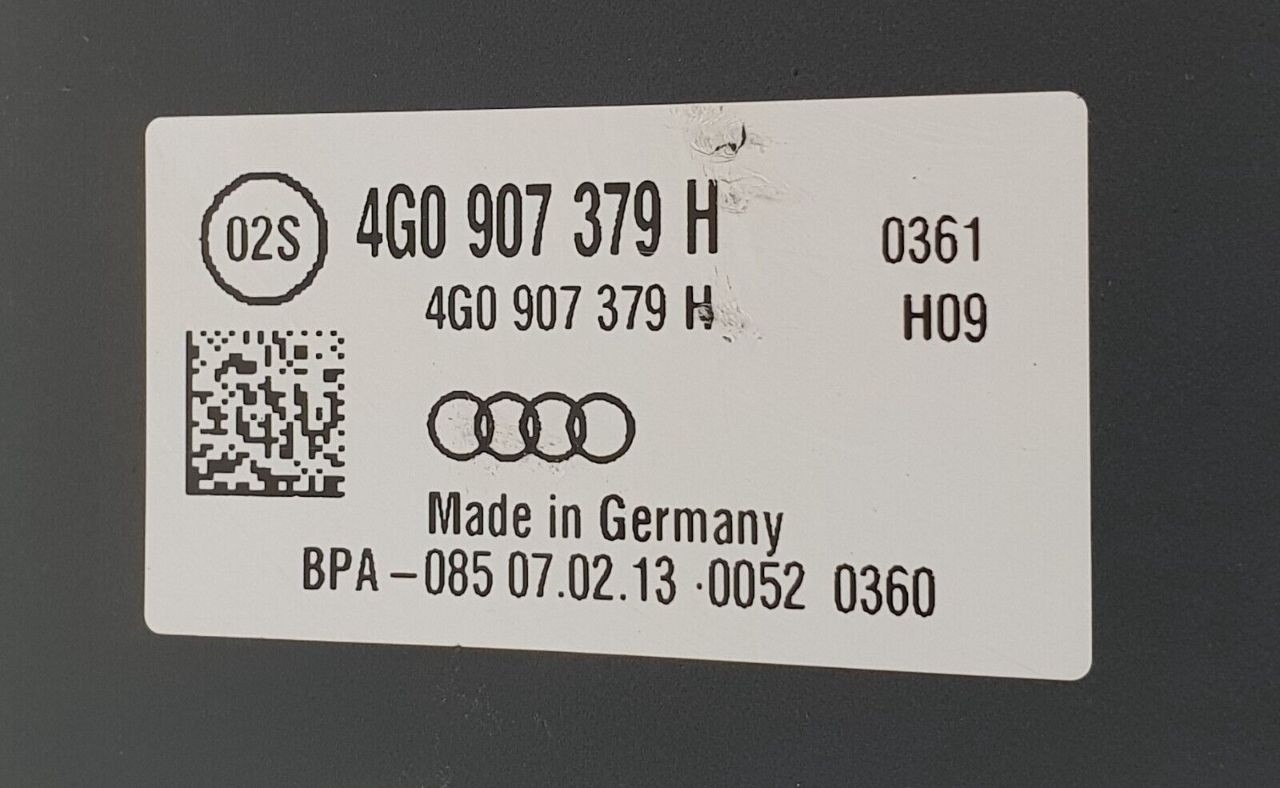 02S 4G0 907 379 H 0361
4G0 907 379 H H09
Made in Germany
BPA -085 07.02.13 ·0052 0360